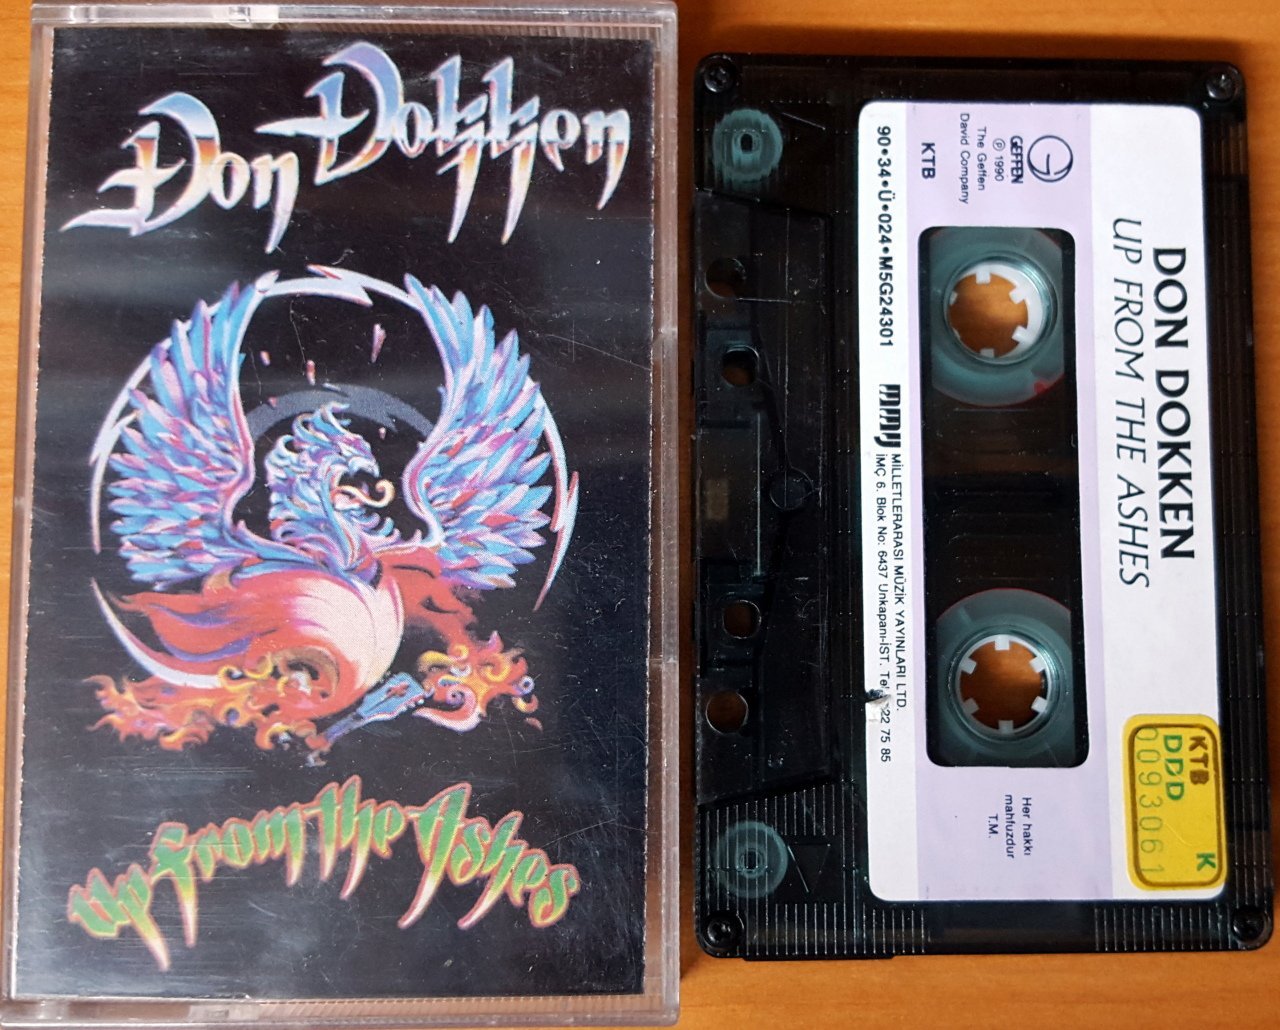 Don Dokken
Up from the Ashes
DON DOKKEN
UP FROM THE ASHES
GEFFEN
℗ 1990
The Geffen
David Company
KTB
90•34•Ü•024•M5G24301
MİLLETLERARASI MÜZİK YAYINLARI LTD.
İMÇ 6. Blok No: 6437 Unkapanı-İST. Tel 22 75 85
Her hakkı
mahfuzdur
T.M.
KTB K
DDD
0093061